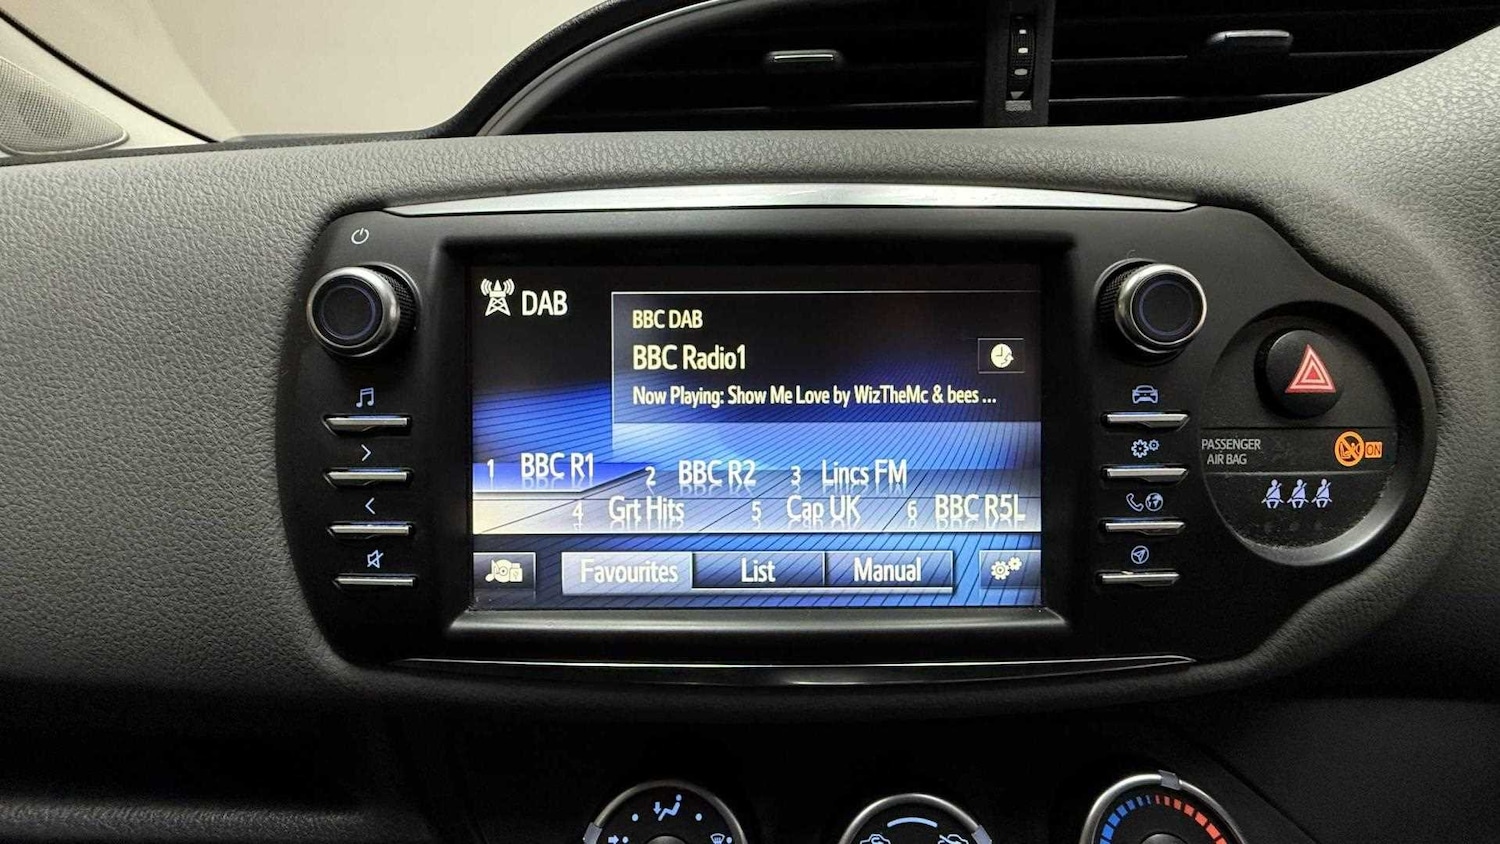 DAB
BBC DAB
BBC Radio1
Now Playing: Show Me Love by WizTheMc & bees ...
1 BBC R1 2 BBC R2 3 Lincs FM
4 Grt Hits 5 Cap UK 6 BBC R5L
Favourites List Manual
PASSENGER
AIR BAG
ON